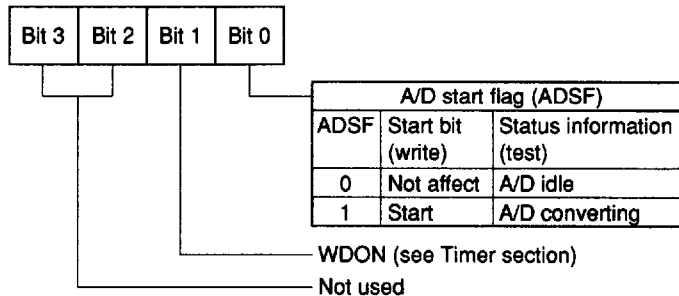 Bit 3 Bit 2 Bit 1 Bit 0
A/D start flag (ADSF)
ADSF Start bit (write) Status information (test)
0 Not affect A/D idle
1 Start A/D converting
WDON (see Timer section)
Not used